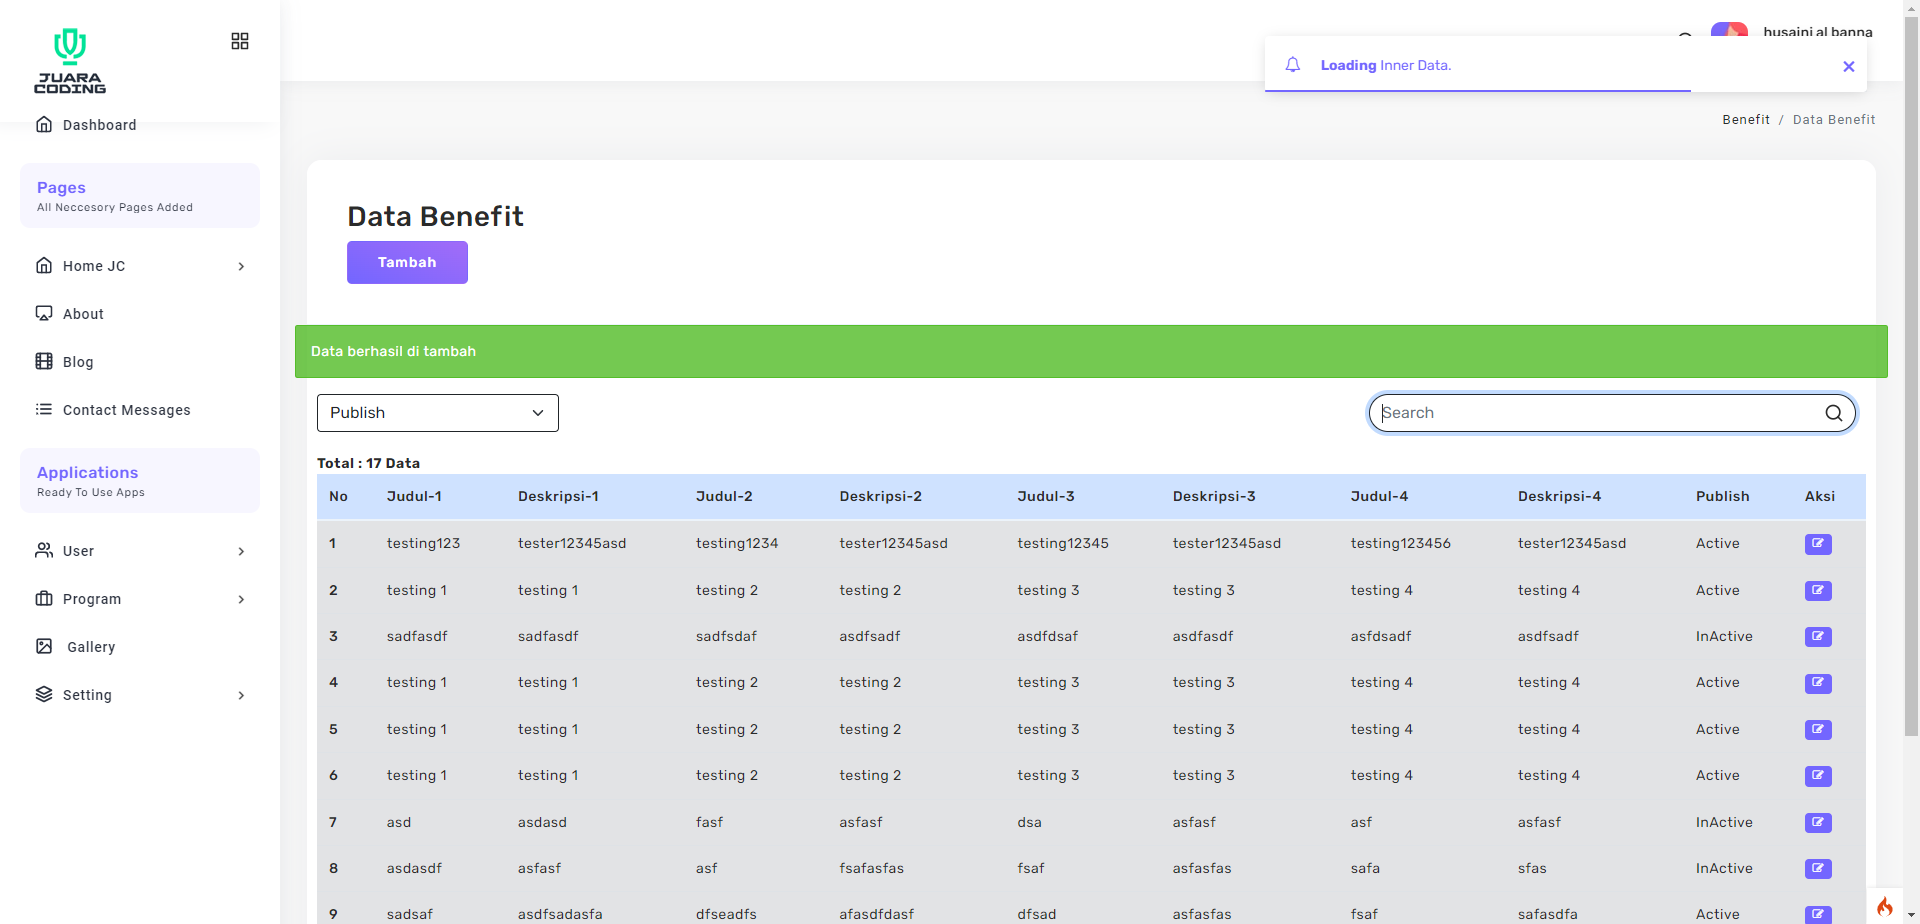 JUARA
CODING
Dashboard
Pages
All Neccesory Pages Added
Home JC
About
Blog
Contact Messages
Applications
Ready To Use Apps
User
Program
Gallery
Setting
husaini al banna
Loading Inner Data.
Benefit / Data Benefit
Data Benefit
Tambah
Data berhasil di tambah
Publish
Search
Total : 17 Data
No Judul-1 Deskripsi-1 Judul-2 Deskripsi-2 Judul-3 Deskripsi-3 Judul-4 Deskripsi-4 Publish Aksi
1 testing123 tester12345asd testing1234 tester12345asd testing12345 tester12345asd testing123456 tester12345asd Active
2 testing 1 testing 1 testing 2 testing 2 testing 3 testing 3 testing 4 testing 4 Active
3 sadfasdf sadfasdf sadfsdaf asdfsadf asdfdsaf asdfasdf asfdsadf asdfsadf InActive
4 testing 1 testing 1 testing 2 testing 2 testing 3 testing 3 testing 4 testing 4 Active
5 testing 1 testing 1 testing 2 testing 2 testing 3 testing 3 testing 4 testing 4 Active
6 testing 1 testing 1 testing 2 testing 2 testing 3 testing 3 testing 4 testing 4 Active
7 asd asdasd fasf asfasf dsa asfasf asf asfasf InActive
8 asdasdf asfasf asf fsafasfas fsaf asfasfas safa sfas InActive
9 sadsaf asdfsadasfa dfseadfs afasdfdasf dfsad asfasfas fsaf safasdfa Active